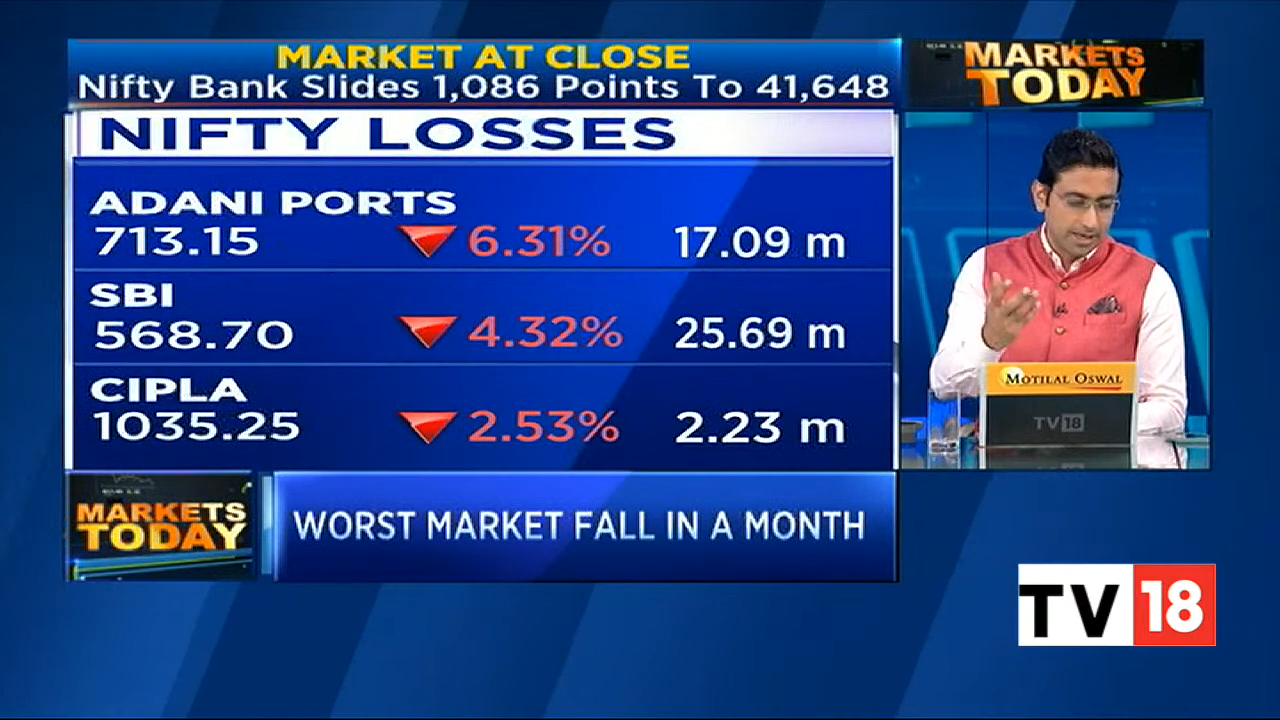 MARKET AT CLOSE
Nifty Bank Slides 1,086 Points To 41,648
MARKETS
TODAY
NIFTY LOSSES
ADANI PORTS
713.15 6.31% 17.09 m
SBI
568.70 4.32% 25.69 m
CIPLA
1035.25 2.53% 2.23 m
MOTILAL OSWAL
TV18
MARKETS
TODAY
WORST MARKET FALL IN A MONTH
TV18